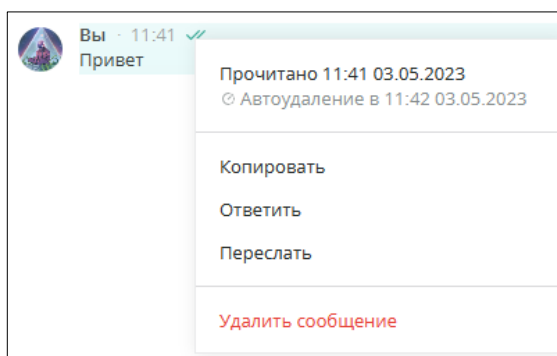 Вы · 11:41
Привет
Прочитано 11:41 03.05.2023
Автоудаление в 11:42 03.05.2023
Копировать
Ответить
Переслать
Удалить сообщение